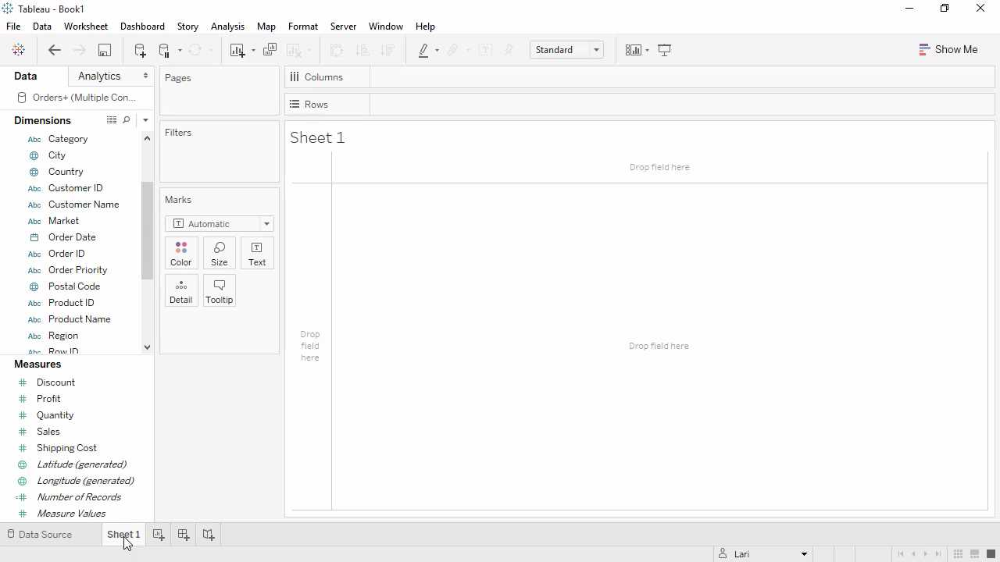 Tableau - Book1
File Data Worksheet Dashboard Story Analysis Map Format Server Window Help
Standard
Show Me
Data
Analytics
Orders+ (Multiple Con...
Dimensions
Abc Category
City
Country
Abc Customer ID
Abc Customer Name
Abc Market
Order Date
Abc Order ID
Abc Order Priority
Postal Code
Abc Product ID
Abc Product Name
Abc Region
Abc Row ID
Measures
# Discount
# Profit
# Quantity
# Sales
# Shipping Cost
Latitude (generated)
Longitude (generated)
=# Number of Records
# Measure Values
Pages
Filters
Marks
T Automatic
Color
Size
T Text
Detail
Tooltip
Columns
Rows
Sheet 1
Drop field here
Drop
field
here
Drop field here
Data Source
Sheet 1
Lari